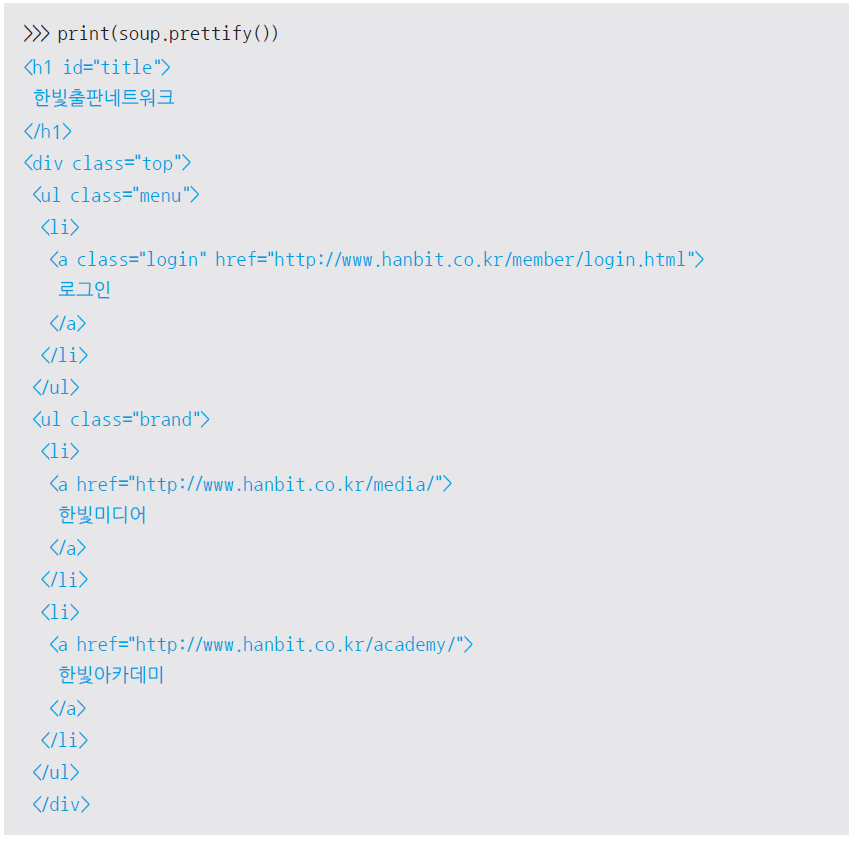 >>> print(soup.prettify())
<h1 id="title">
 한빛출판네트워크
</h1>
<div class="top">
 <ul class="menu">
  <li>
   <a class="login" href="http://www.hanbit.co.kr/member/login.html">
    로그인
   </a>
  </li>
 </ul>
 <ul class="brand">
  <li>
   <a href="http://www.hanbit.co.kr/media/">
    한빛미디어
   </a>
  </li>
  <li>
   <a href="http://www.hanbit.co.kr/academy/">
    한빛아카데미
   </a>
  </li>
 </ul>
 </div>